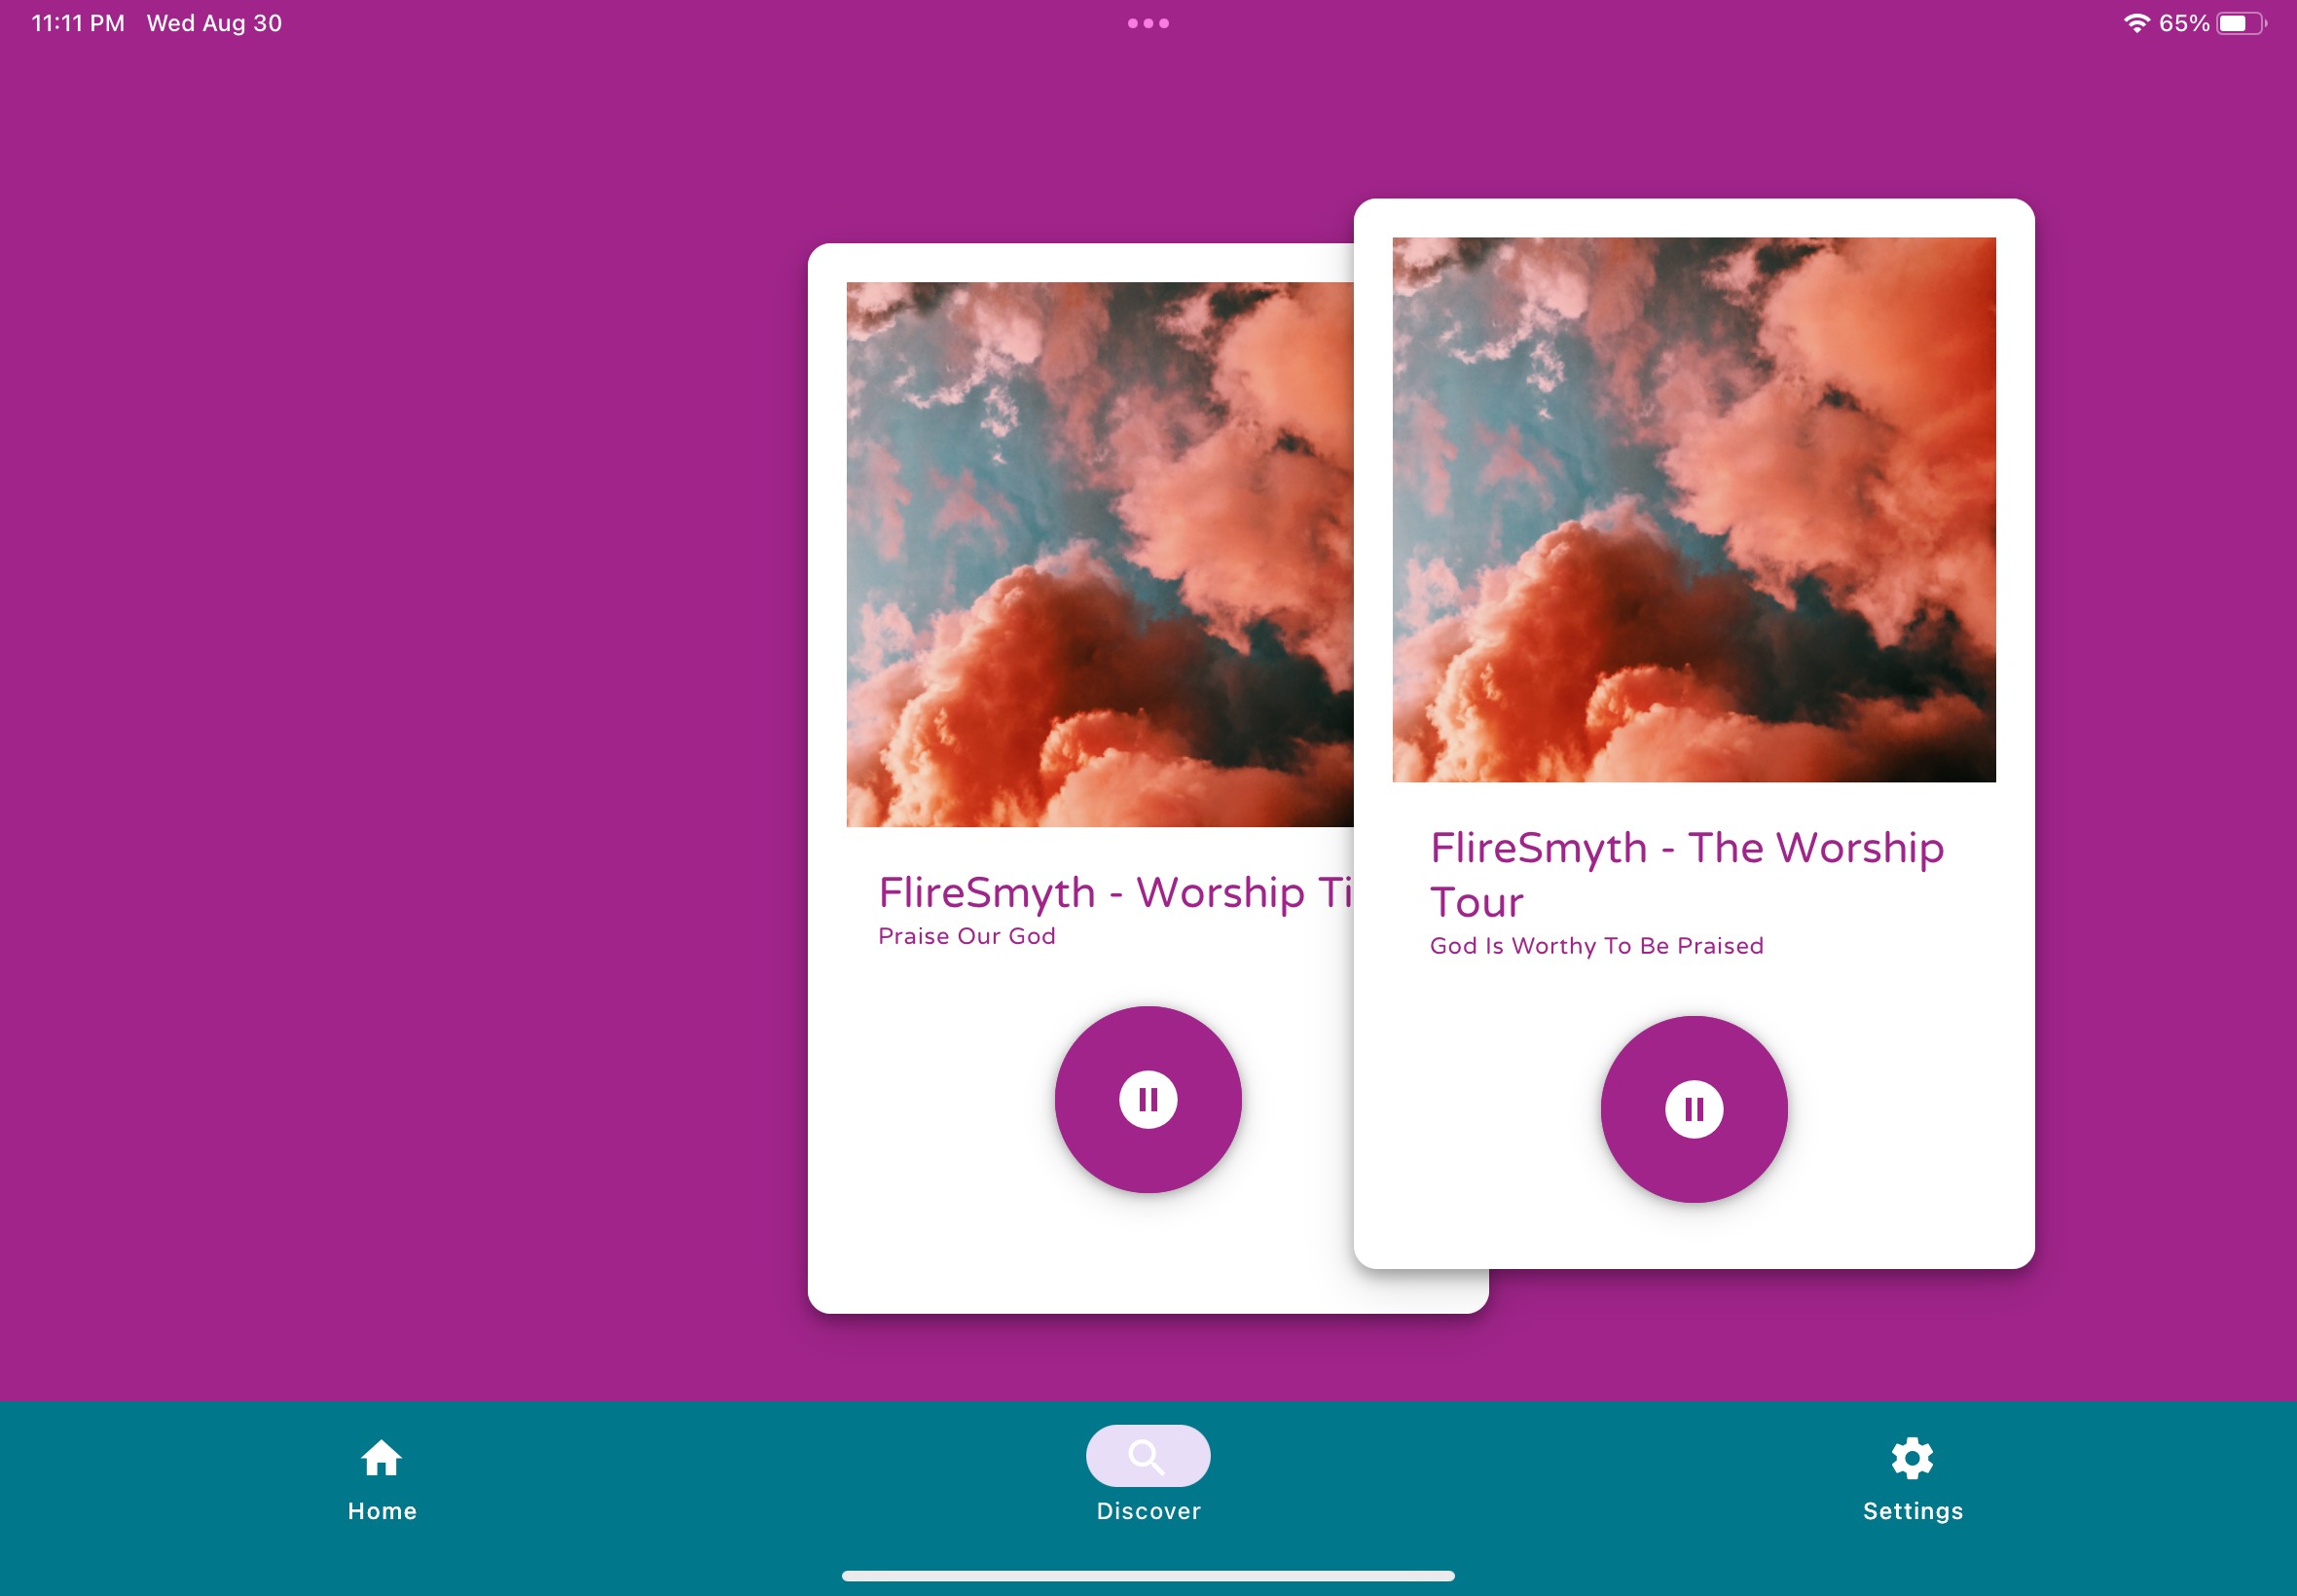 11:11 PM Wed Aug 30
65%
FlireSmyth - Worship
Praise Our God
FlireSmyth - The Worship
Tour
God Is Worthy To Be Praised
Home
Discover
Settings